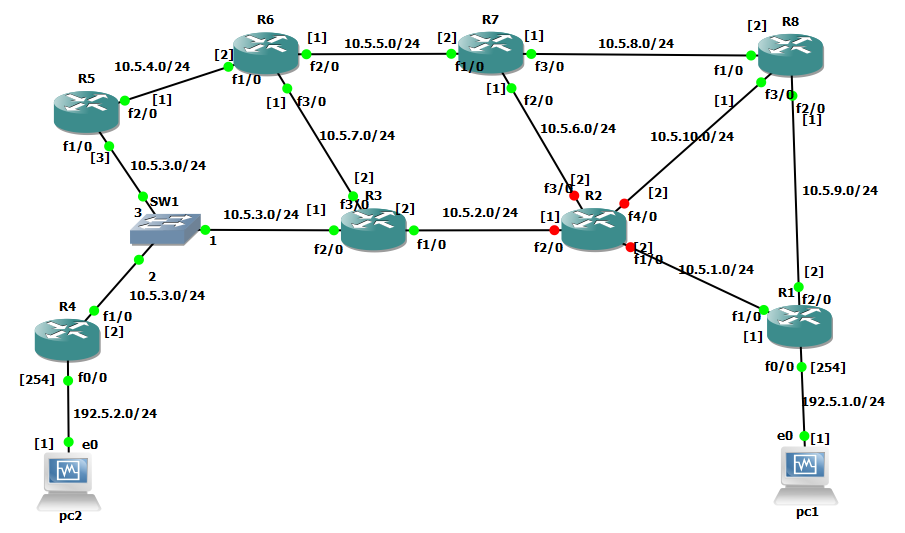 R6
[1]
[2]
f1/0
f2/0
[1]
f3/0
10.5.5.0/24
R7
[2]
[1]
f1/0
f3/0
[1]
f2/0
10.5.8.0/24
R8
[2]
f1/0
f3/0
[1]
f2/0
[1]
10.5.4.0/24
R5
[1]
f2/0
f1/0
[3]
10.5.3.0/24
10.5.7.0/24
10.5.6.0/24
10.5.10.0/24
SW1
3
1
2
10.5.3.0/24
[1]
f2/0
[2]
f3/0
R3
[2]
f1/0
10.5.2.0/24
[1]
f2/0
f3/0
[2]
R2
[2]
f4/0
[2]
f1/0
10.5.1.0/24
10.5.9.0/24
10.5.3.0/24
R4
f1/0
[2]
[254]
f0/0
192.5.2.0/24
[1]
e0
pc2
[2]
R1
f2/0
f1/0
[1]
f0/0
[254]
192.5.1.0/24
e0
[1]
pc1